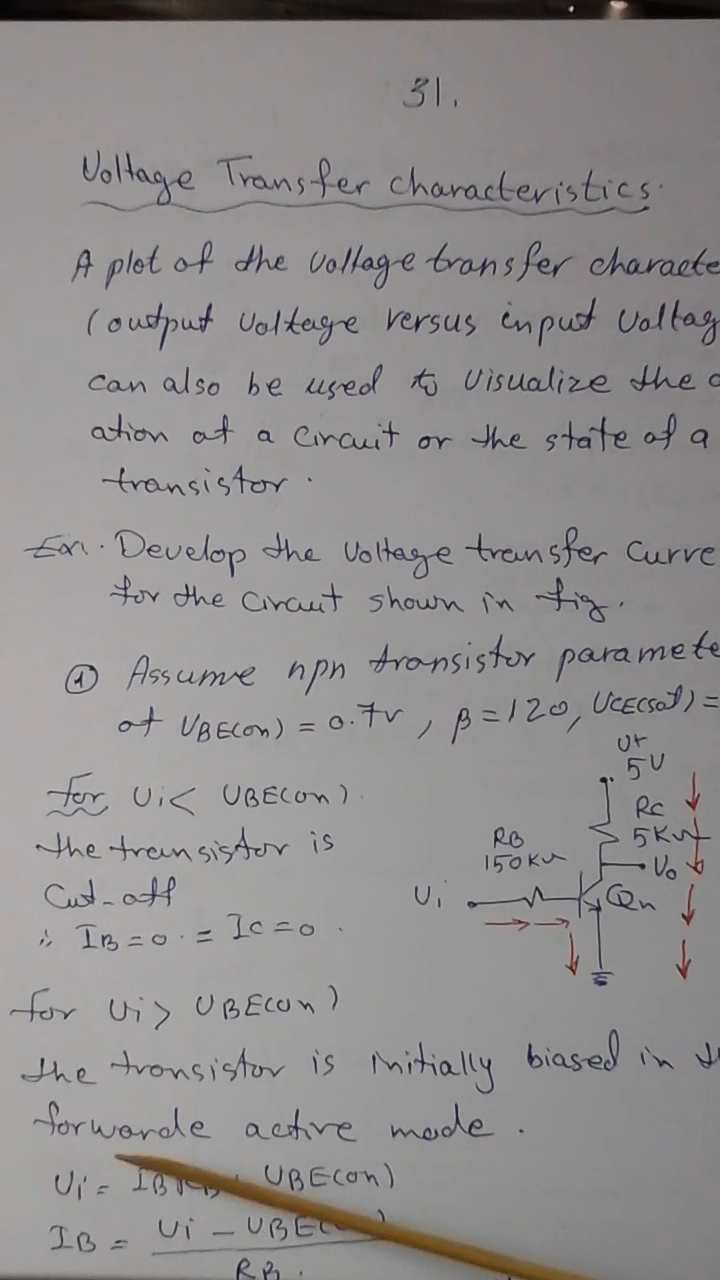 31.
Voltage Transfer characteristics.
A plot of the voltage transfer characte
(output voltage versus input voltag
can also be used to visualize the o
ation of a circuit or the state of a
transistor.
Ex. Develop the voltage transfer curve
for the circuit shown in fig.
① Assume npn transistor paramete
of VBE(on) = 0.7v, β = 120, VCE(sat) =
V+
5V
for Vi < VBE(on)
RC
5K
the transistor is
RB
150K
Vo
Cut-off
Vi
Qn
∴ IB = 0 . = IC = 0 .
for Vi > VBE(on)
the transistor is initially biased in t
forwarde active mode.
Vi = IB RB VBE(on)
IB = Vi - VBE
RB.